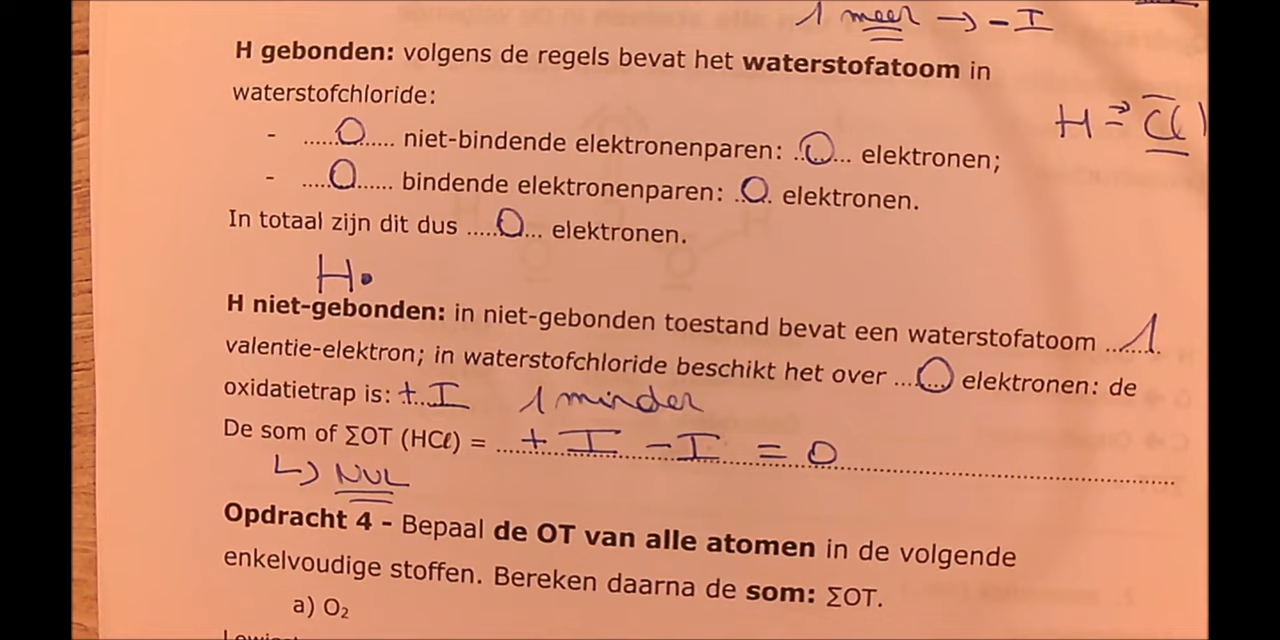 1 meer → - I
H gebonden: volgens de regels bevat het waterstofatoom in
waterstofchloride:
H Cl
- .....0...... niet-bindende elektronenparen: ..0.... elektronen;
- .....0...... bindende elektronenparen: ..0.. elektronen.
In totaal zijn dit dus .....0... elektronen.
H•
H niet-gebonden: in niet-gebonden toestand bevat een waterstofatoom ...1.
valentie-elektron; in waterstofchloride beschikt het over ....0.... elektronen: de
oxidatietrap is: + I 1 minder
De som of ΣOT (HCℓ) = + I - I = 0
↳ NUL
Opdracht 4 - Bepaal de OT van alle atomen in de volgende
enkelvoudige stoffen. Bereken daarna de som: ΣOT.
a) O₂